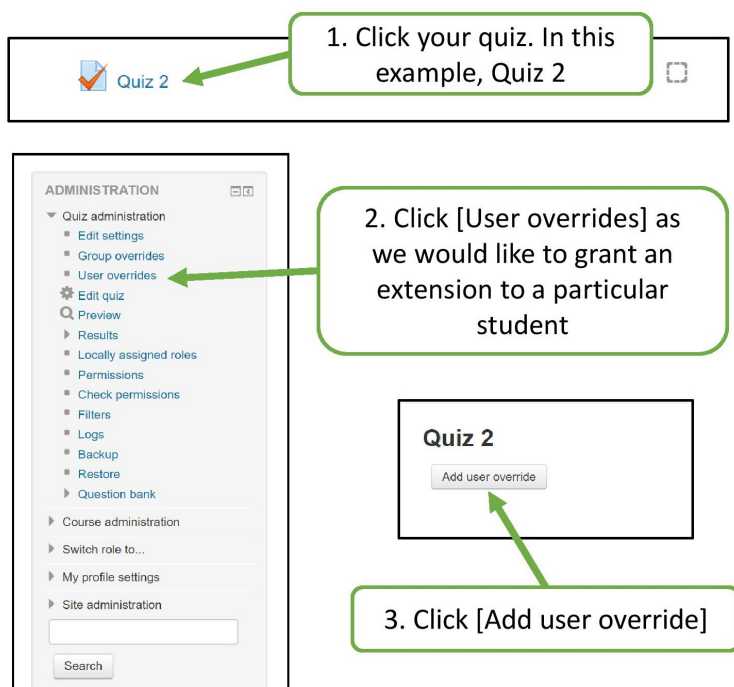 1. Click your quiz. In this
example, Quiz 2
Quiz 2
ADMINISTRATION
Quiz administration
Edit settings
Group overrides
User overrides
Edit quiz
Preview
Results
Locally assigned roles
Permissions
Check permissions
Filters
Logs
Backup
Restore
Question bank
Course administration
Switch role to...
My profile settings
Site administration
Search
2. Click [User overrides] as
we would like to grant an
extension to a particular
student
Quiz 2
Add user override
3. Click [Add user override]